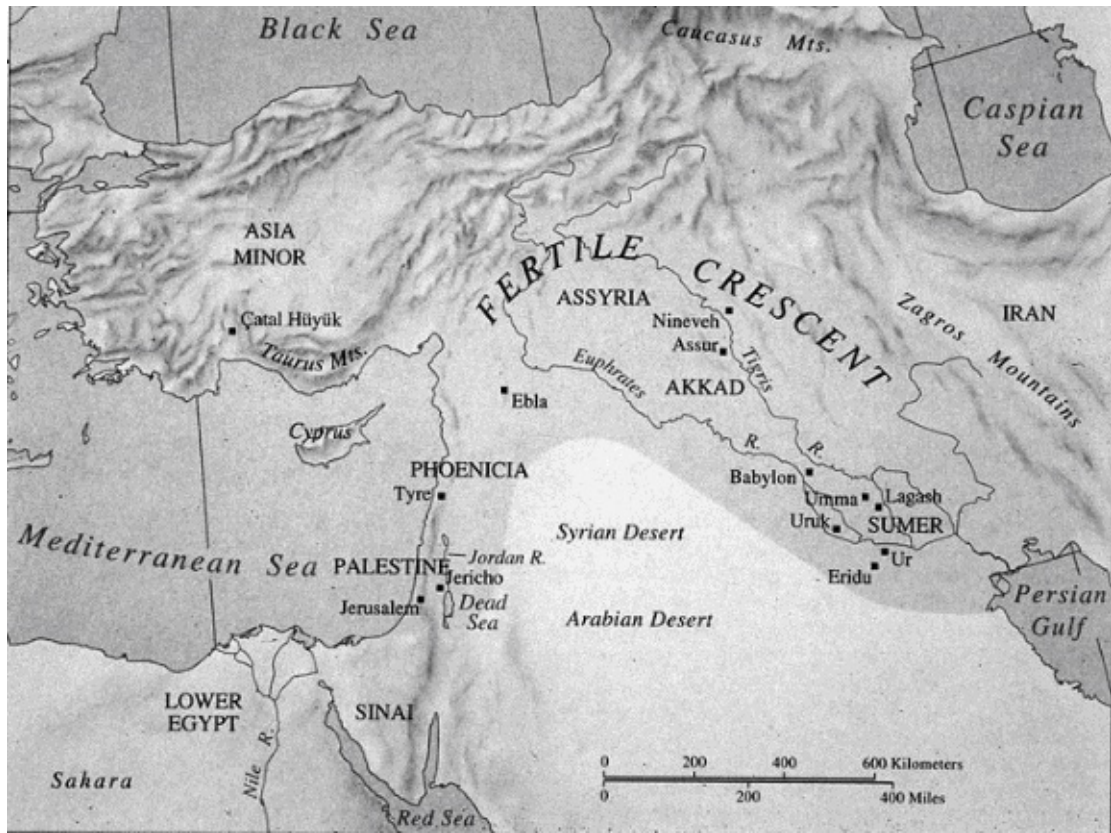 Black Sea
Caucasus Mts.
Caspian
Sea
ASIA
MINOR
FERTILE CRESCENT
ASSYRIA
Zagros Mountains
IRAN
Nineveh
Çatal Hüyük
Taurus Mts.
Assur
Tigris R.
Euphrates R.
AKKAD
Ebla
Cyprus
PHOENICIA
Babylon
Tyre
Umma
Lagash
Uruk
SUMER
Mediterranean Sea
Syrian Desert
Jordan R.
PALESTINE
Jericho
Ur
Eridu
Jerusalem
Dead
Sea
Arabian Desert
Persian
Gulf
LOWER
EGYPT
SINAI
Nile R.
Sahara
Red Sea
0 200 400 600 Kilometers
0 200 400 Miles